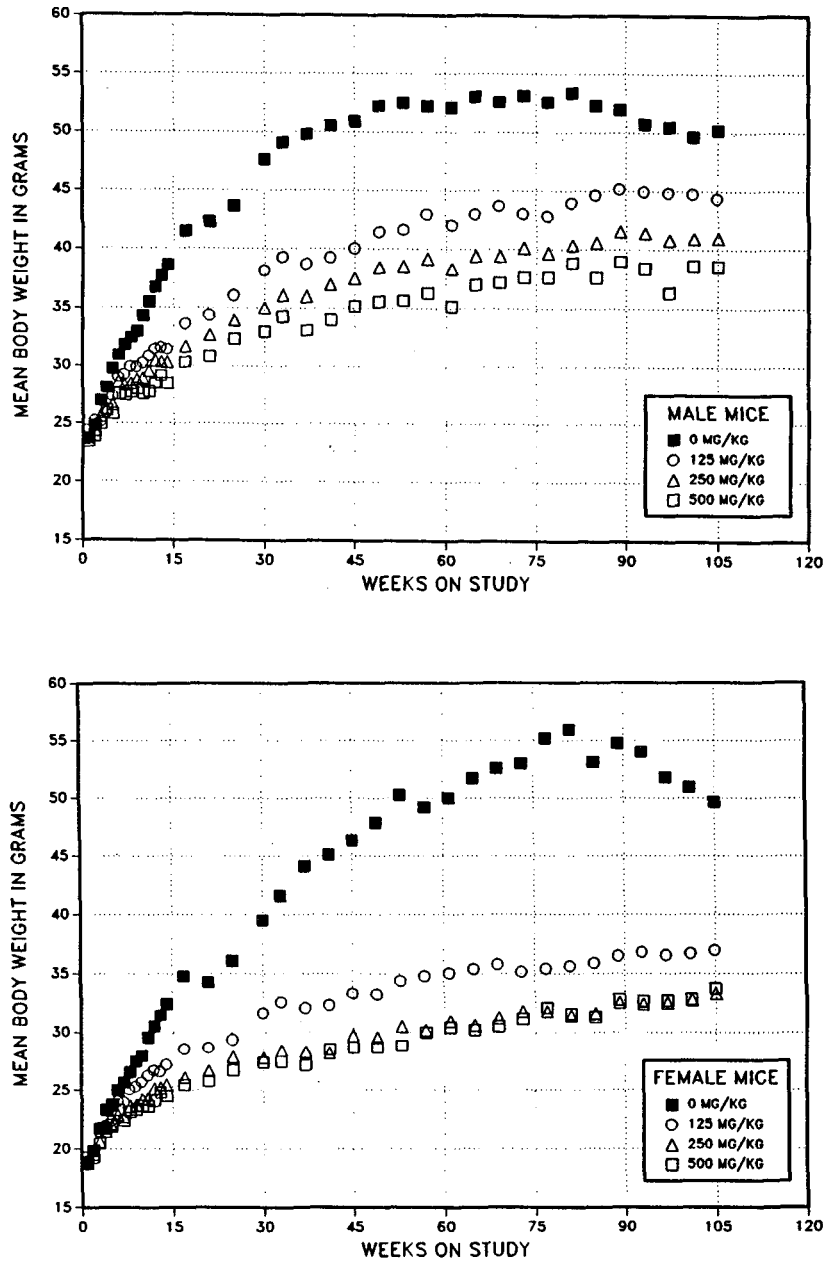 60
55
50
45
40
35
30
25
20
15
MEAN BODY WEIGHT IN GRAMS
MALE MICE
0 MG/KG
125 MG/KG
250 MG/KG
500 MG/KG
0 15 30 45 60 75 90 105 120
WEEKS ON STUDY
60
55
50
45
40
35
30
25
20
15
MEAN BODY WEIGHT IN GRAMS
FEMALE MICE
0 MG/KG
125 MG/KG
250 MG/KG
500 MG/KG
0 15 30 45 60 75 90 105 120
WEEKS ON STUDY